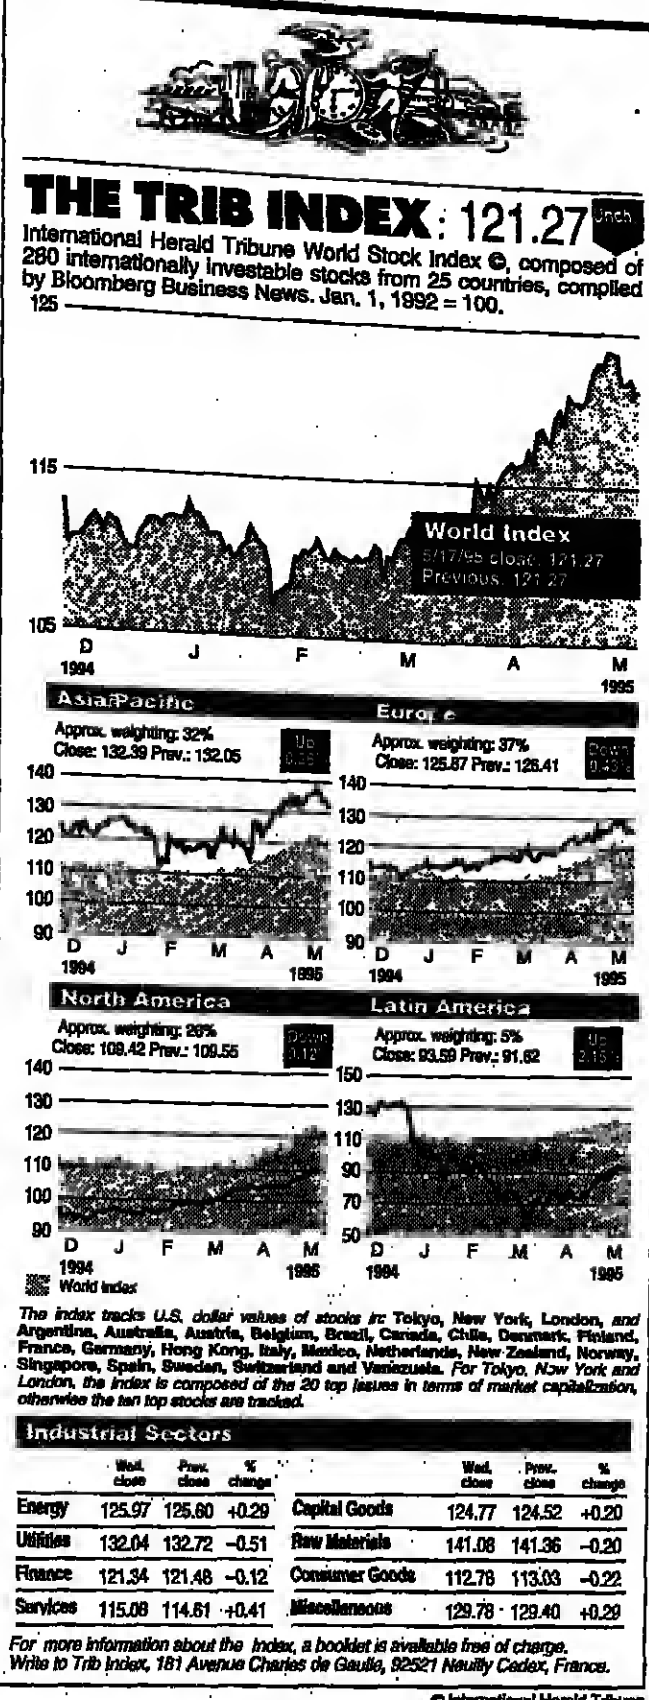 THE TRIB INDEX: 121.27 Unch.
International Herald Tribune World Stock Index ©, composed of
280 internationally investable stocks from 25 countries, compiled
by Bloomberg Business News. Jan. 1, 1992 = 100.
125
115
105
World Index
5/17/95 close: 121.27
Previous: 121.27
D J F M A M
1994 1995
Asia/Pacific
Approx. weighting: 32%
Close: 132.39 Prev.: 132.05
Up
140
130
120
110
100
90
D J F M A M
1994 1995
Europe
Approx. weighting: 37%
Close: 125.87 Prev.: 126.41
Down
0.43%
140
130
120
110
100
90
D J F M A M
1994 1995
North America
Approx. weighting: 26%
Close: 109.42 Prev.: 109.55
Down
0.12
140
130
120
110
100
90
D J F M A M
1994 1995
World Index
Latin America
Approx. weighting: 5%
Close: 93.59 Prev.: 91.62
Up
2.15%
150
130
110
90
70
50
D J F M A M
1994 1995
The index tracks U.S. dollar values of stocks in: Tokyo, New York, London, and
Argentina, Australia, Austria, Belgium, Brazil, Canada, Chile, Denmark, Finland,
France, Germany, Hong Kong, Italy, Mexico, Netherlands, New Zealand, Norway,
Singapore, Spain, Sweden, Switzerland and Venezuela. For Tokyo, New York and
London, the index is composed of the 20 top issues in terms of market capitalization,
otherwise the ten top stocks are tracked.
Industrial Sectors
Wed. close Prev. close % change Wed. close Prev. close % change
Energy 125.97 125.60 +0.29 Capital Goods 124.77 124.52 +0.20
Utilities 132.04 132.72 –0.51 Raw Materials 141.08 141.36 –0.20
Finance 121.34 121.48 –0.12 Consumer Goods 112.78 113.03 –0.22
Services 115.08 114.61 +0.41 Miscellaneous 129.78 129.40 +0.29
For more information about the Index, a booklet is available free of charge.
Write to Trib Index, 181 Avenue Charles de Gaulle, 92521 Neuilly Cedex, France.
© International Herald Tribune